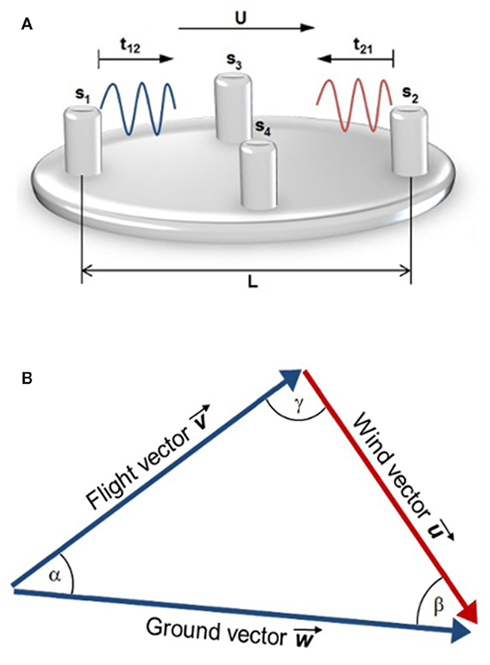 A
U
t12
t21
s3
s1
s2
s4
L
B
γ
Flight vector v
Wind vector u
α
β
Ground vector w